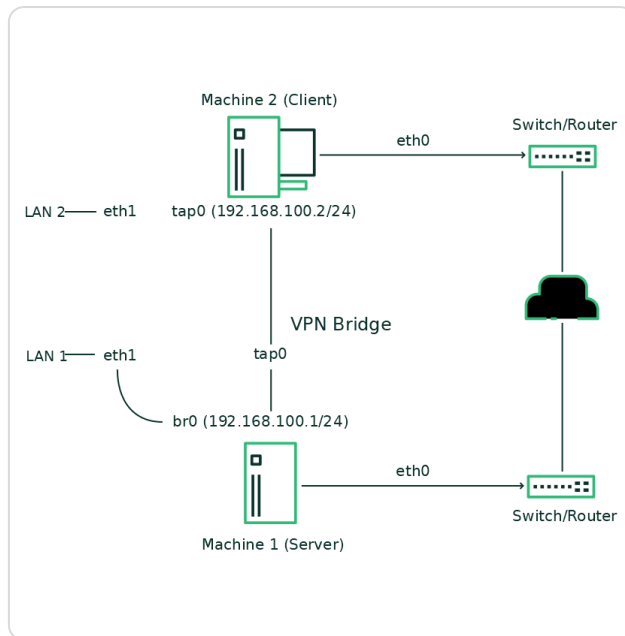 Machine 2 (Client)
Switch/Router
eth0
LAN 2
eth1
tap0 (192.168.100.2/24)
VPN Bridge
LAN 1
eth1
tap0
br0 (192.168.100.1/24)
eth0
Switch/Router
Machine 1 (Server)